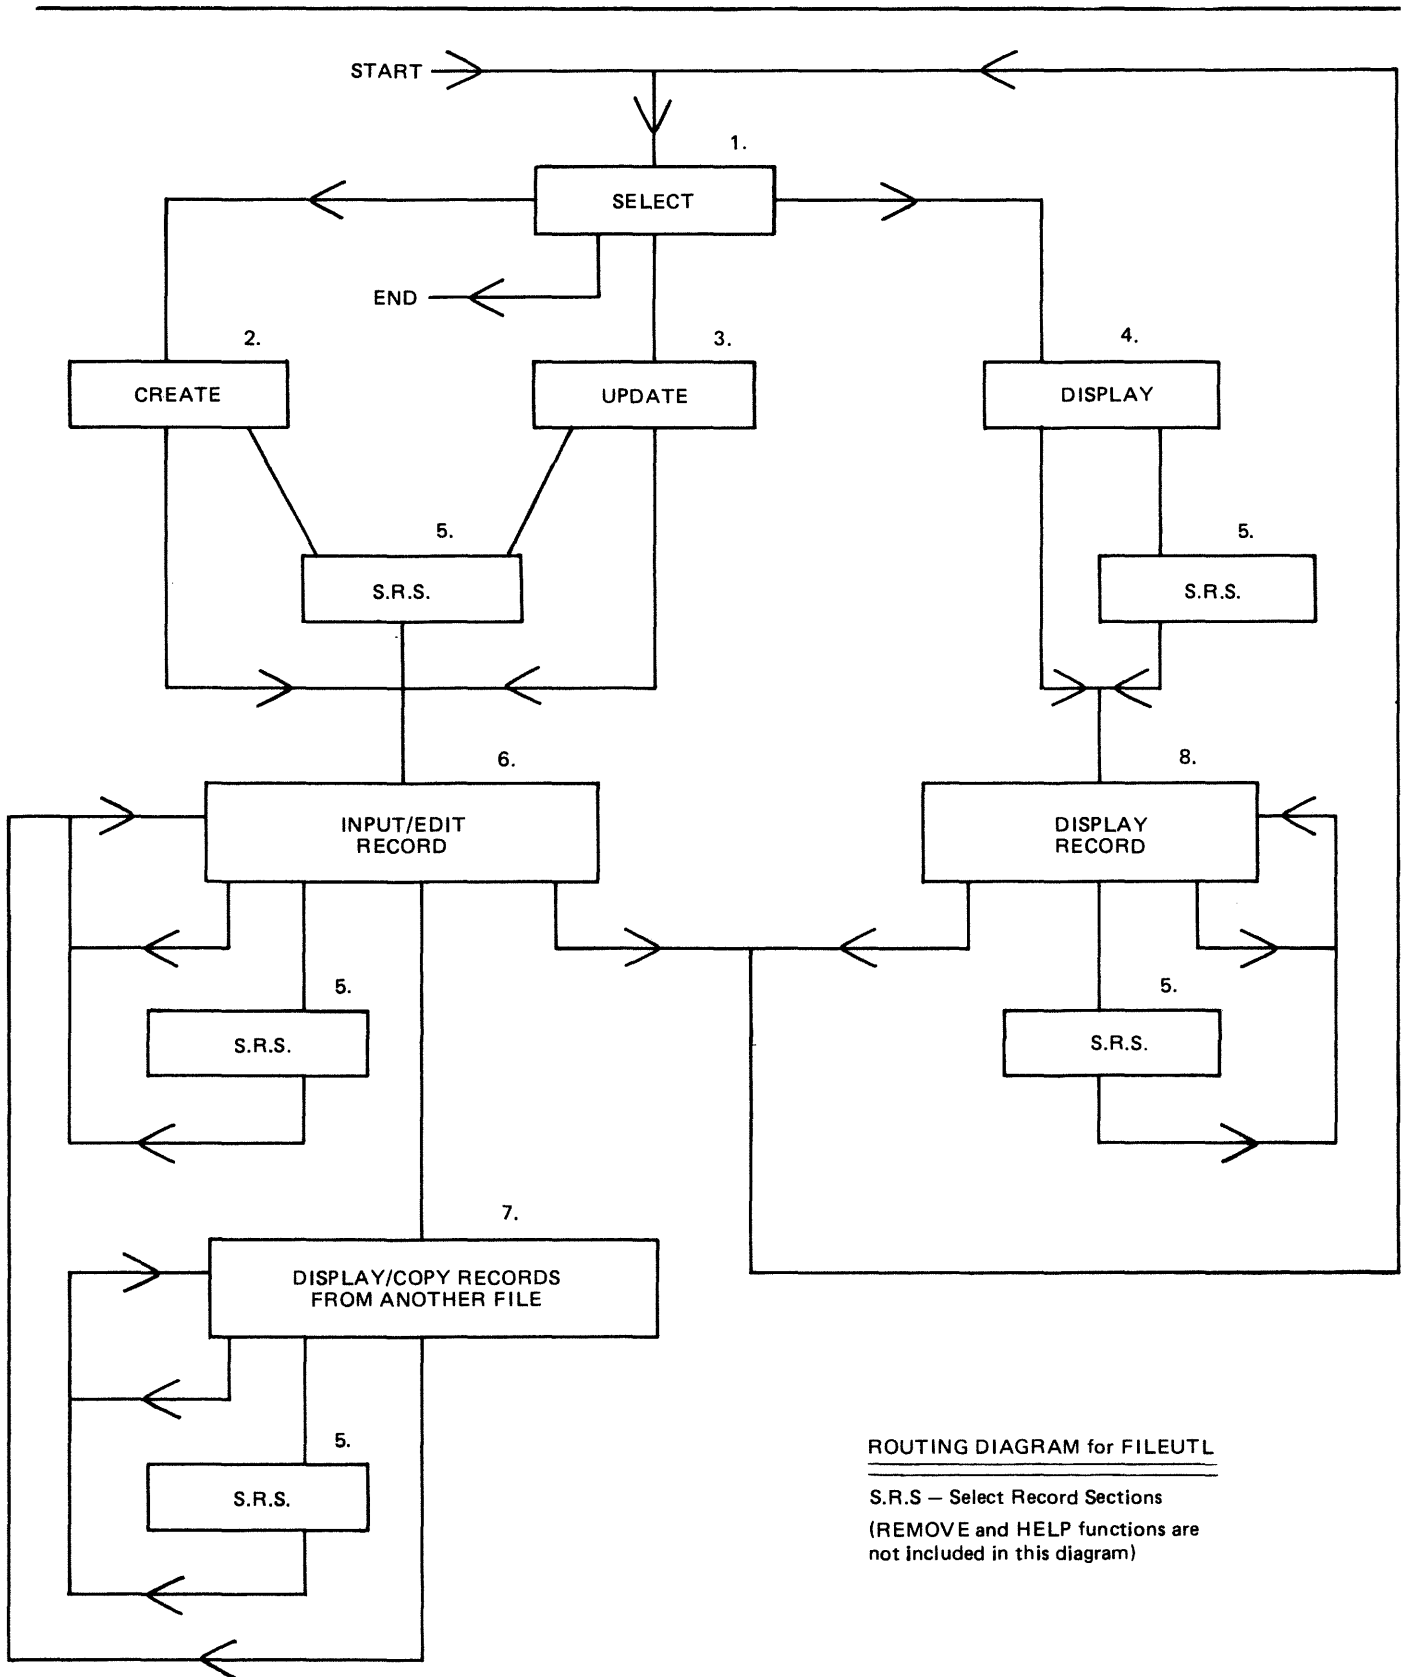 START
1.
SELECT
END
2.
3.
4.
CREATE
UPDATE
DISPLAY
5.
5.
S.R.S.
S.R.S.
6.
8.
INPUT/EDIT
RECORD
DISPLAY
RECORD
5.
5.
S.R.S.
S.R.S.
7.
DISPLAY/COPY RECORDS
FROM ANOTHER FILE
5.
S.R.S.
ROUTING DIAGRAM for FILEUTL
S.R.S — Select Record Sections
(REMOVE and HELP functions are
not included in this diagram)